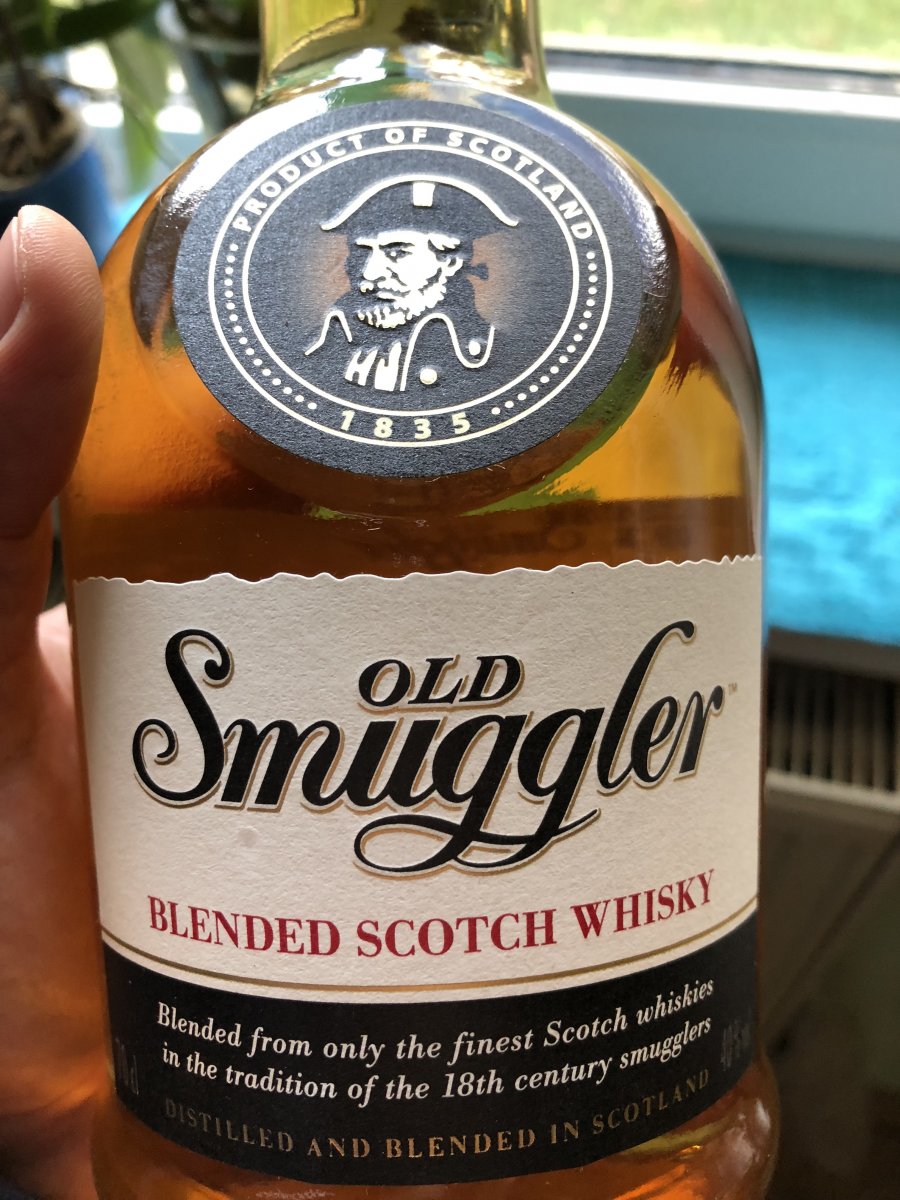 PRODUCT OF SCOTLAND
1835
OLD
Smuggler™
BLENDED SCOTCH WHISKY
Blended from only the finest Scotch whiskies
in the tradition of the 18th century smugglers
DISTILLED AND BLENDED IN SCOTLAND